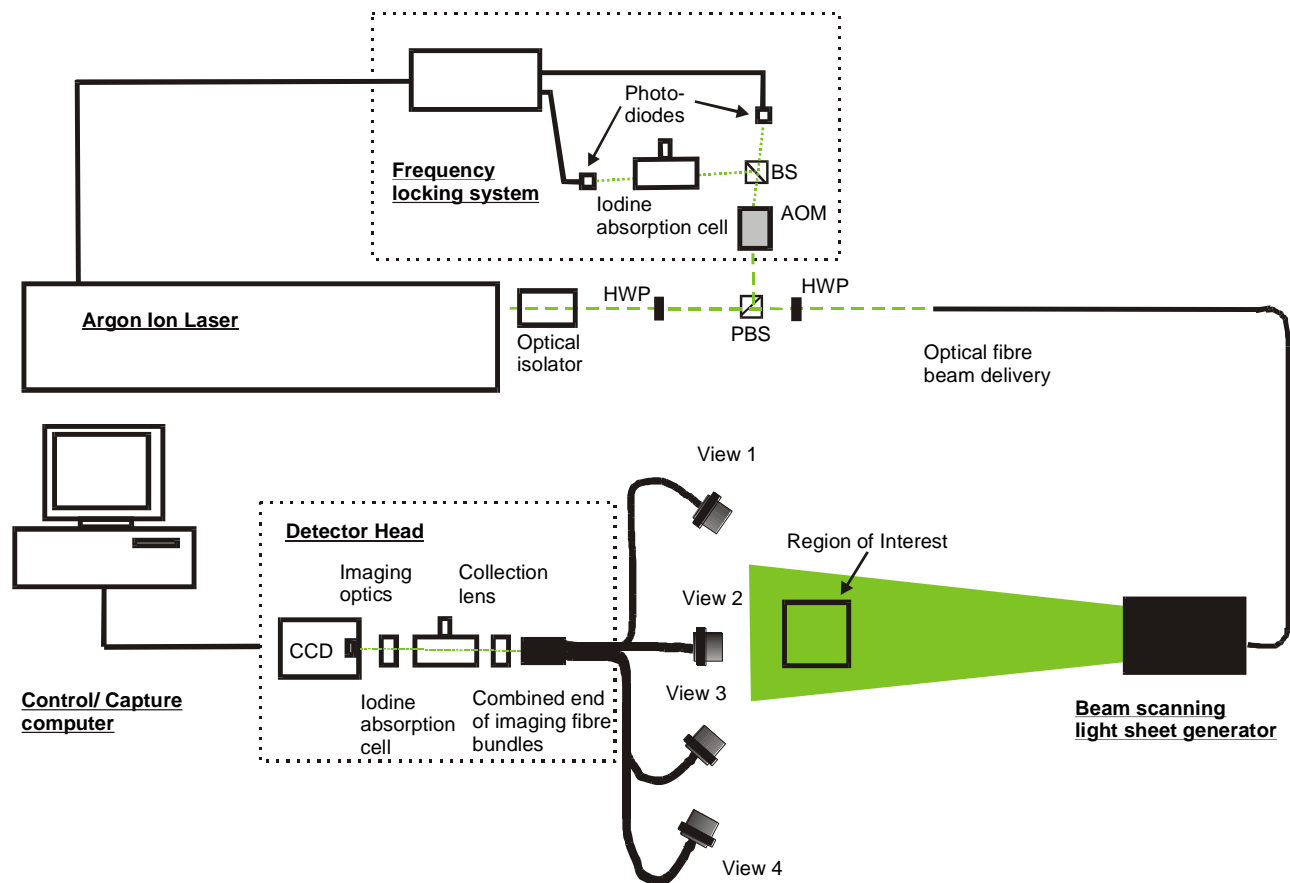 Photo-
diodes
Frequency
locking system
BS
Iodine
absorption cell
AOM
HWP
HWP
Argon Ion Laser
Optical
isolator
PBS
Optical fibre
beam delivery
View 1
Detector Head
Region of Interest
Imaging
optics
Collection
lens
View 2
CCD
View 3
Control/ Capture
computer
Iodine
absorption
cell
Combined end
of imaging fibre
bundles
Beam scanning
light sheet generator
View 4